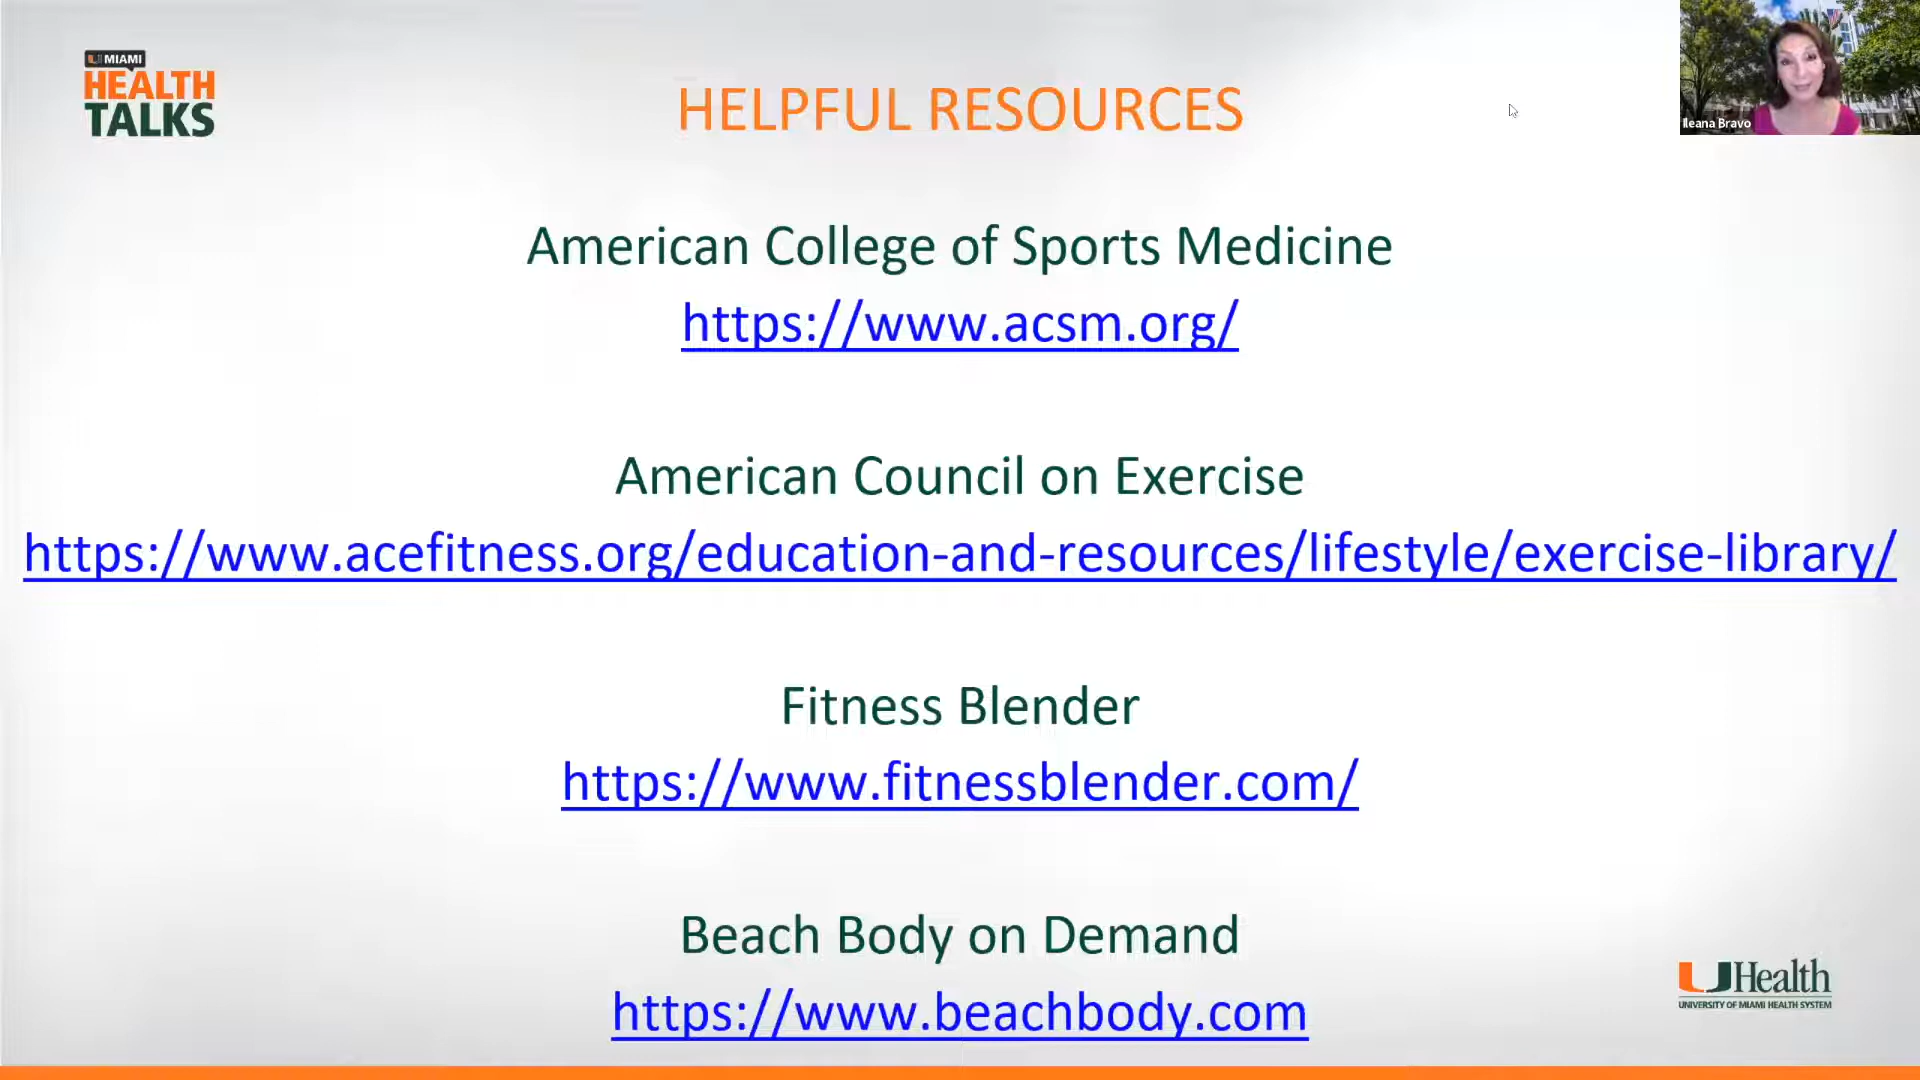 U MIAMI
HEALTH
TALKS
HELPFUL RESOURCES
Ileana Bravo
American College of Sports Medicine
https://www.acsm.org/
American Council on Exercise
https://www.acefitness.org/education-and-resources/lifestyle/exercise-library/
Fitness Blender
https://www.fitnessblender.com/
Beach Body on Demand
https://www.beachbody.com
UHealth
UNIVERSITY OF MIAMI HEALTH SYSTEM